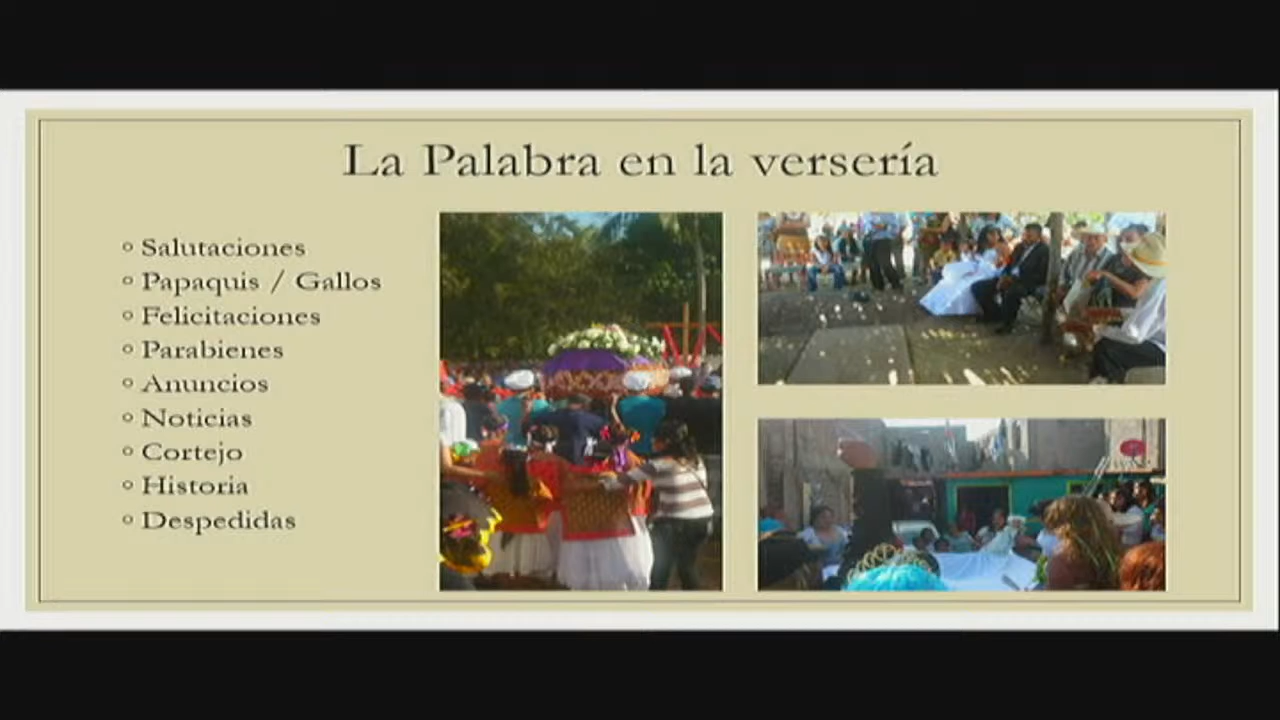 La Palabra en la versería
Salutaciones
Papaquis / Gallos
Felicitaciones
Parabienes
Anuncios
Noticias
Cortejo
Historia
Despedidas